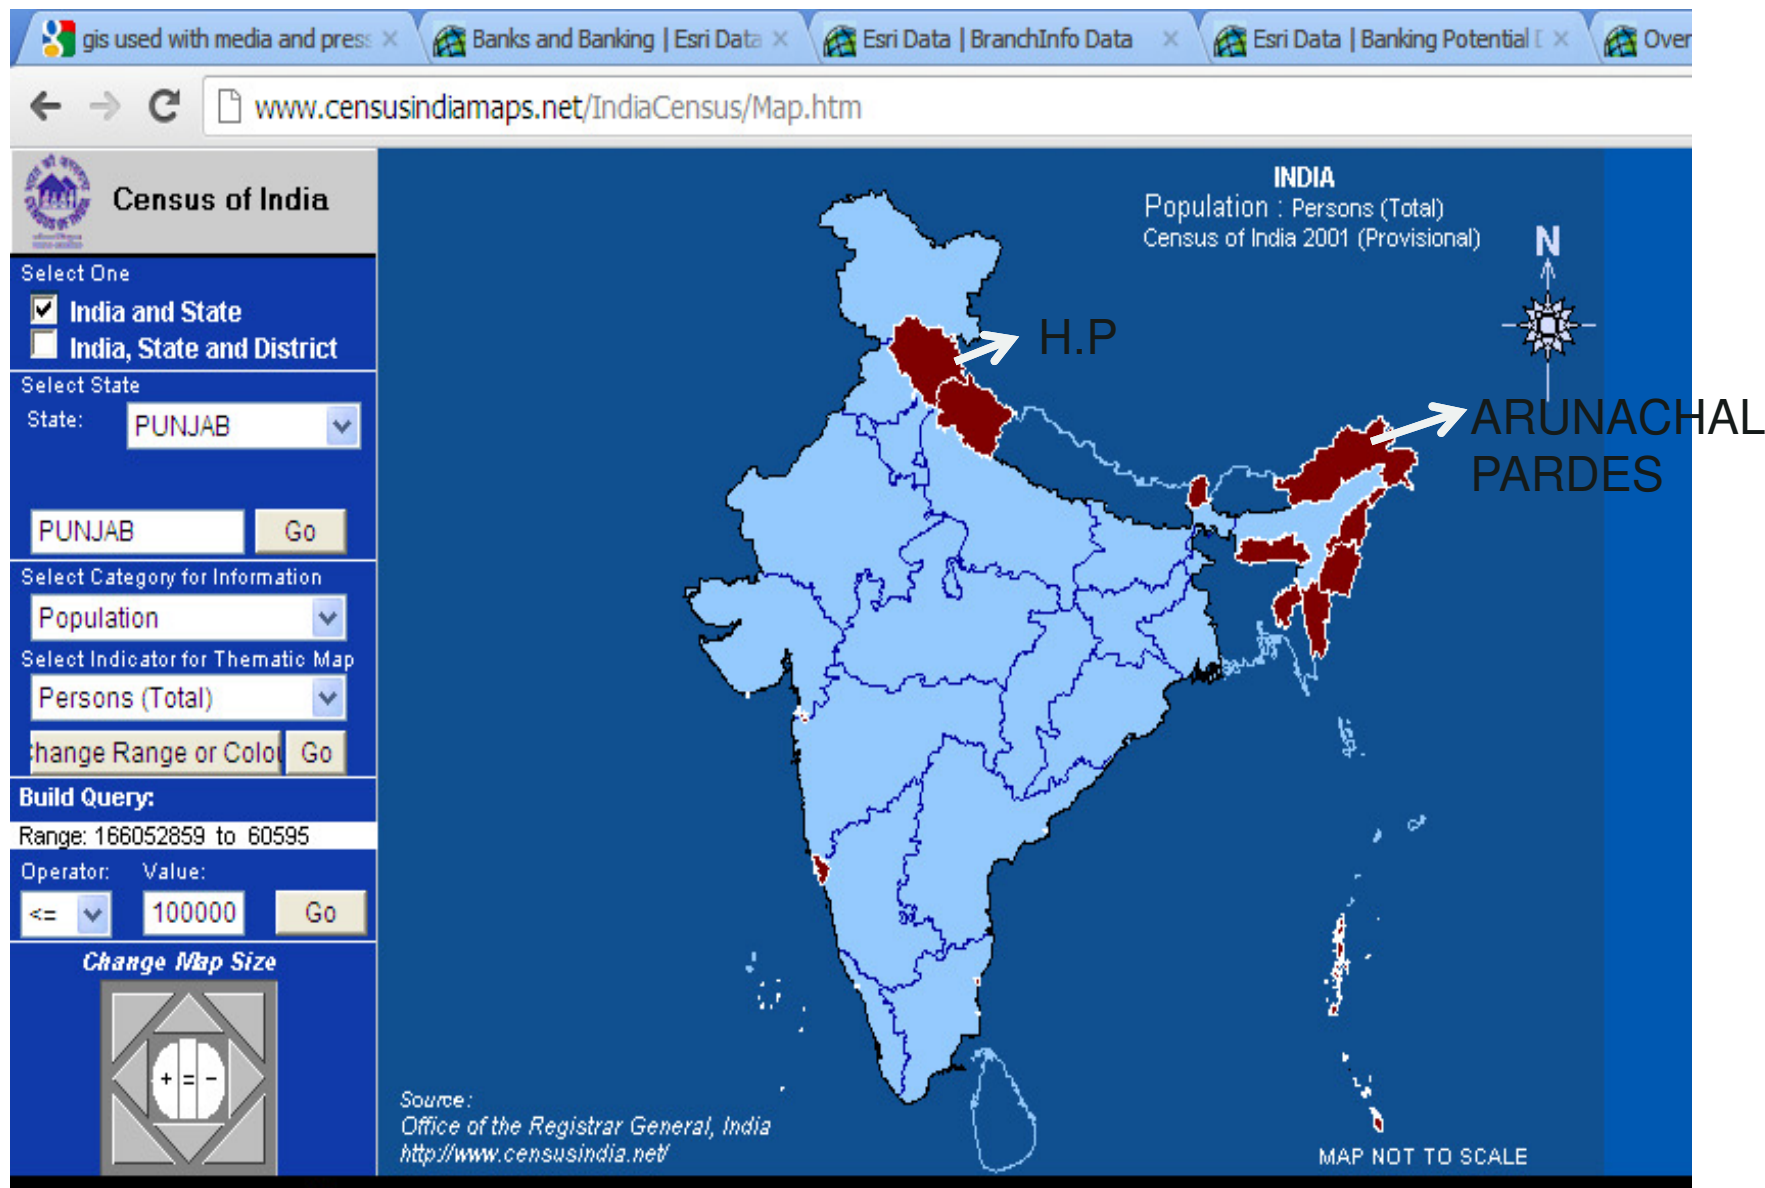 gis used with media and press
Banks and Banking | Esri Data
Esri Data | BranchInfo Data
Esri Data | Banking Potential D
Over
www.censusindiamaps.net/IndiaCensus/Map.htm
Census of India
Select One
India and State
India, State and District
Select State
State: PUNJAB
PUNJAB Go
Select Category for Information
Population
Select Indicator for Thematic Map
Persons (Total)
hange Range or Colou Go
Build Query:
Range: 166052859 to 60595
Operator: Value:
<= 100000 Go
Change Map Size
+ = -
INDIA
Population : Persons (Total)
Census of India 2001 (Provisional)
N
H.P
ARUNACHAL
PARDES
Source:
Office of the Registrar General, India
http://www.censusindia.net/
MAP NOT TO SCALE